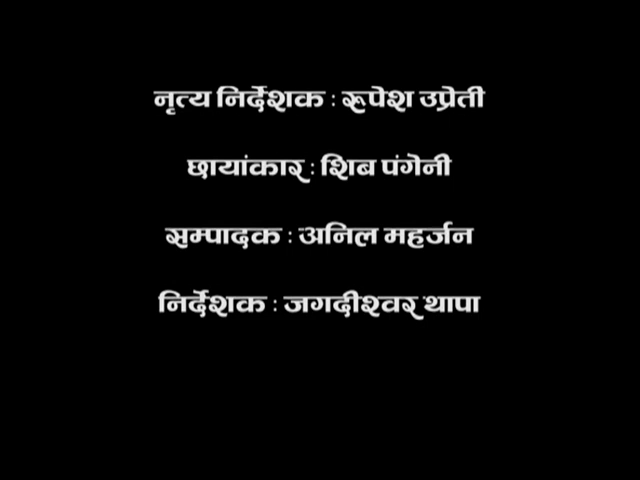 नृत्य निर्देशक : रूपेश उप्रेती
छायांकार : शिब पंगेनी
सम्पादक : अनिल महर्जन
निर्देशक : जगदीश्वर थापा